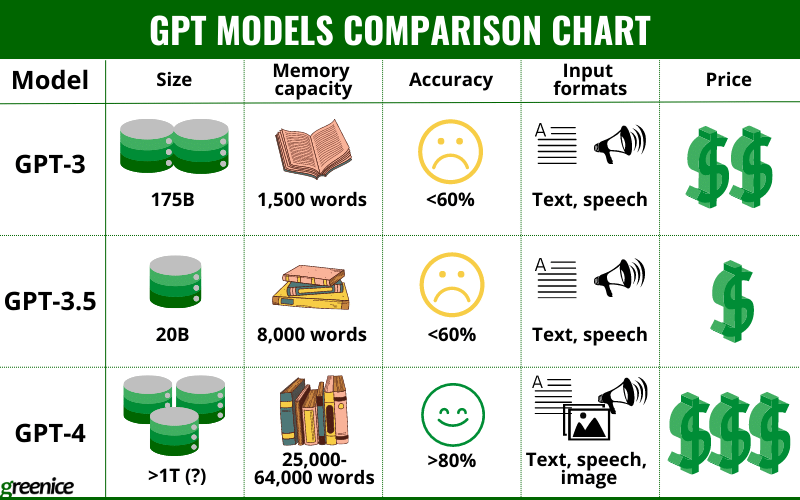 GPT MODELS COMPARISON CHART
Model
Size
Memory
capacity
Accuracy
Input
formats
Price
GPT-3
175B
1,500 words
<60%
A
Text, speech
GPT-3.5
20B
8,000 words
<60%
A
Text, speech
GPT-4
>1T (?)
25,000-
64,000 words
>80%
A
Text, speech,
image
greenice